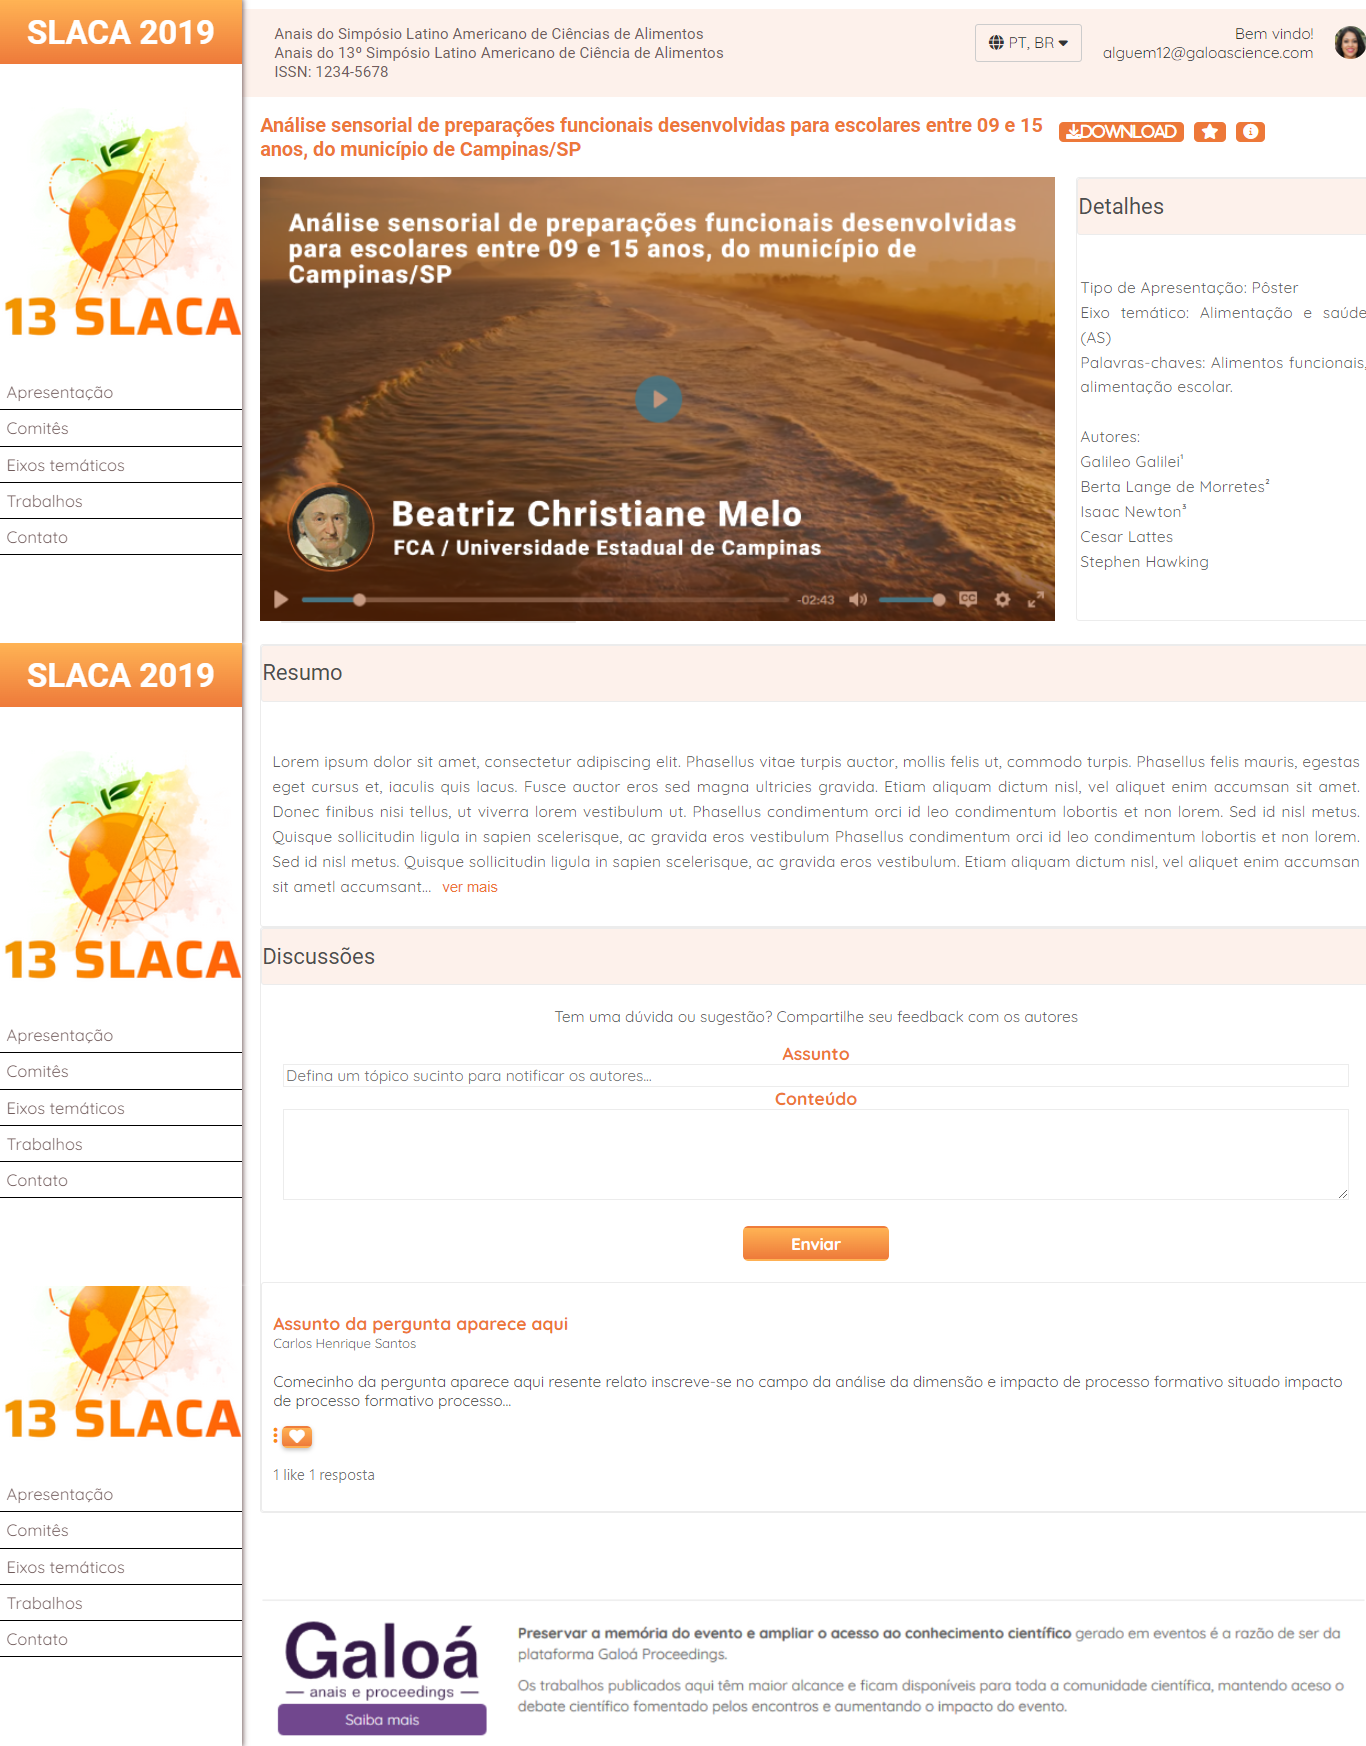 SLACA 2019
13 SLACA
Apresentação
Comitês
Eixos temáticos
Trabalhos
Contato
Anais do Simpósio Latino Americano de Ciências de Alimentos
Anais do 13º Simpósio Latino Americano de Ciência de Alimentos
ISSN: 1234-5678
PT, BR
Bem vindo!
alguem12@galoascience.com
Análise sensorial de preparações funcionais desenvolvidas para escolares entre 09 e 15
anos, do município de Campinas/SP
DOWNLOAD
Análise sensorial de preparações funcionais desenvolvidas
para escolares entre 09 e 15 anos, do município de
Campinas/SP
Beatriz Christiane Melo
FCA / Universidade Estadual de Campinas
-02:43
CC
Detalhes
Tipo de Apresentação: Pôster
Eixo temático: Alimentação e saúde
(AS)
Palavras-chaves: Alimentos funcionais,
alimentação escolar.
Autores:
Galileo Galilei¹
Berta Lange de Morretes²
Isaac Newton³
Cesar Lattes
Stephen Hawking
SLACA 2019
13 SLACA
Apresentação
Comitês
Eixos temáticos
Trabalhos
Contato
Resumo
Lorem ipsum dolor sit amet, consectetur adipiscing elit. Phasellus vitae turpis auctor, mollis felis ut, commodo turpis. Phasellus felis mauris, egestas
eget cursus et, iaculis quis lacus. Fusce auctor eros sed magna ultricies gravida. Etiam aliquam dictum nisl, vel aliquet enim accumsan sit amet.
Donec finibus nisi tellus, ut viverra lorem vestibulum ut. Phasellus condimentum orci id leo condimentum lobortis et non lorem. Sed id nisl metus.
Quisque sollicitudin ligula in sapien scelerisque, ac gravida eros vestibulum Phasellus condimentum orci id leo condimentum lobortis et non lorem.
Sed id nisl metus. Quisque sollicitudin ligula in sapien scelerisque, ac gravida eros vestibulum. Etiam aliquam dictum nisl, vel aliquet enim accumsan
sit ametl accumsant... ver mais
Discussões
Tem uma dúvida ou sugestão? Compartilhe seu feedback com os autores
Assunto
Defina um tópico sucinto para notificar os autores...
Conteúdo
Enviar
13 SLACA
Apresentação
Comitês
Eixos temáticos
Trabalhos
Contato
Assunto da pergunta aparece aqui
Carlos Henrique Santos
Comecinho da pergunta aparece aqui resente relato inscreve-se no campo da análise da dimensão e impacto de processo formativo situado impacto
de processo formativo processo...
1 like 1 resposta
Galoá
anais e proceedings
Saiba mais
Preservar a memória do evento e ampliar o acesso ao conhecimento científico gerado em eventos é a razão de ser da
plataforma Galoá Proceedings.
Os trabalhos publicados aqui têm maior alcance e ficam disponíveis para toda a comunidade científica, mantendo aceso o
debate científico fomentado pelos encontros e aumentando o impacto do evento.